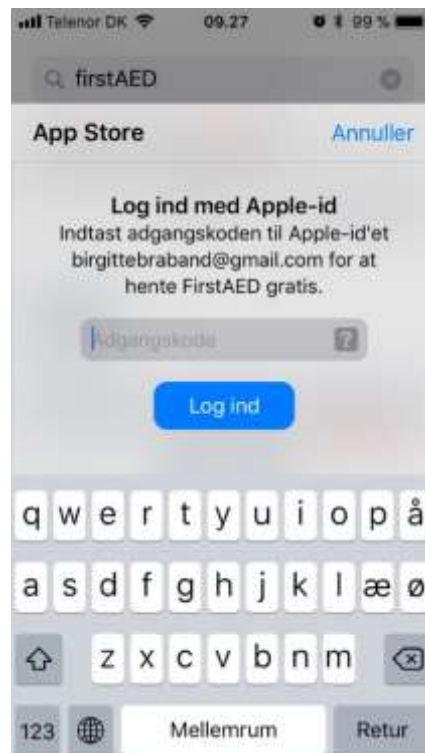 Telenor DK 09.27 99 %
firstAED
App Store Annuller
Log ind med Apple-id
Indtast adgangskoden til Apple-id'et
birgittebraband@gmail.com for at
hente FirstAED gratis.
Adgangskode ?
Log ind
q w e r t y u i o p å
a s d f g h j k l æ ø
z x c v b n m
123 Mellemrum Retur